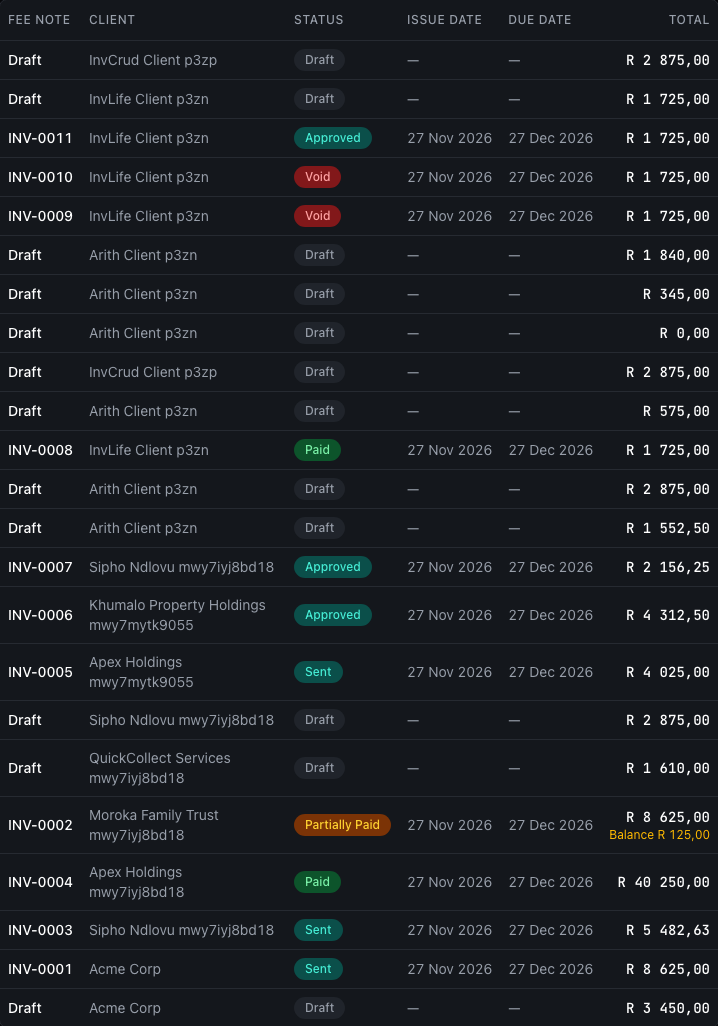 FEE NOTE CLIENT STATUS ISSUE DATE DUE DATE TOTAL
Draft InvCrud Client p3zp Draft — — R 2 875,00
Draft InvLife Client p3zn Draft — — R 1 725,00
INV-0011 InvLife Client p3zn Approved 27 Nov 2026 27 Dec 2026 R 1 725,00
INV-0010 InvLife Client p3zn Void 27 Nov 2026 27 Dec 2026 R 1 725,00
INV-0009 InvLife Client p3zn Void 27 Nov 2026 27 Dec 2026 R 1 725,00
Draft Arith Client p3zn Draft — — R 1 840,00
Draft Arith Client p3zn Draft — — R 345,00
Draft Arith Client p3zn Draft — — R 0,00
Draft InvCrud Client p3zp Draft — — R 2 875,00
Draft Arith Client p3zn Draft — — R 575,00
INV-0008 InvLife Client p3zn Paid 27 Nov 2026 27 Dec 2026 R 1 725,00
Draft Arith Client p3zn Draft — — R 2 875,00
Draft Arith Client p3zn Draft — — R 1 552,50
INV-0007 Sipho Ndlovu mwy7iyj8bd18 Approved 27 Nov 2026 27 Dec 2026 R 2 156,25
INV-0006 Khumalo Property Holdings Approved 27 Nov 2026 27 Dec 2026 R 4 312,50
mwy7mytk9055
INV-0005 Apex Holdings Sent 27 Nov 2026 27 Dec 2026 R 4 025,00
mwy7mytk9055
Draft Sipho Ndlovu mwy7iyj8bd18 Draft — — R 2 875,00
Draft QuickCollect Services Draft — — R 1 610,00
mwy7iyj8bd18
INV-0002 Moroka Family Trust Partially Paid 27 Nov 2026 27 Dec 2026 R 8 625,00
mwy7iyj8bd18 Balance R 125,00
INV-0004 Apex Holdings Paid 27 Nov 2026 27 Dec 2026 R 40 250,00
mwy7iyj8bd18
INV-0003 Sipho Ndlovu mwy7iyj8bd18 Sent 27 Nov 2026 27 Dec 2026 R 5 482,63
INV-0001 Acme Corp Sent 27 Nov 2026 27 Dec 2026 R 8 625,00
Draft Acme Corp Draft — — R 3 450,00